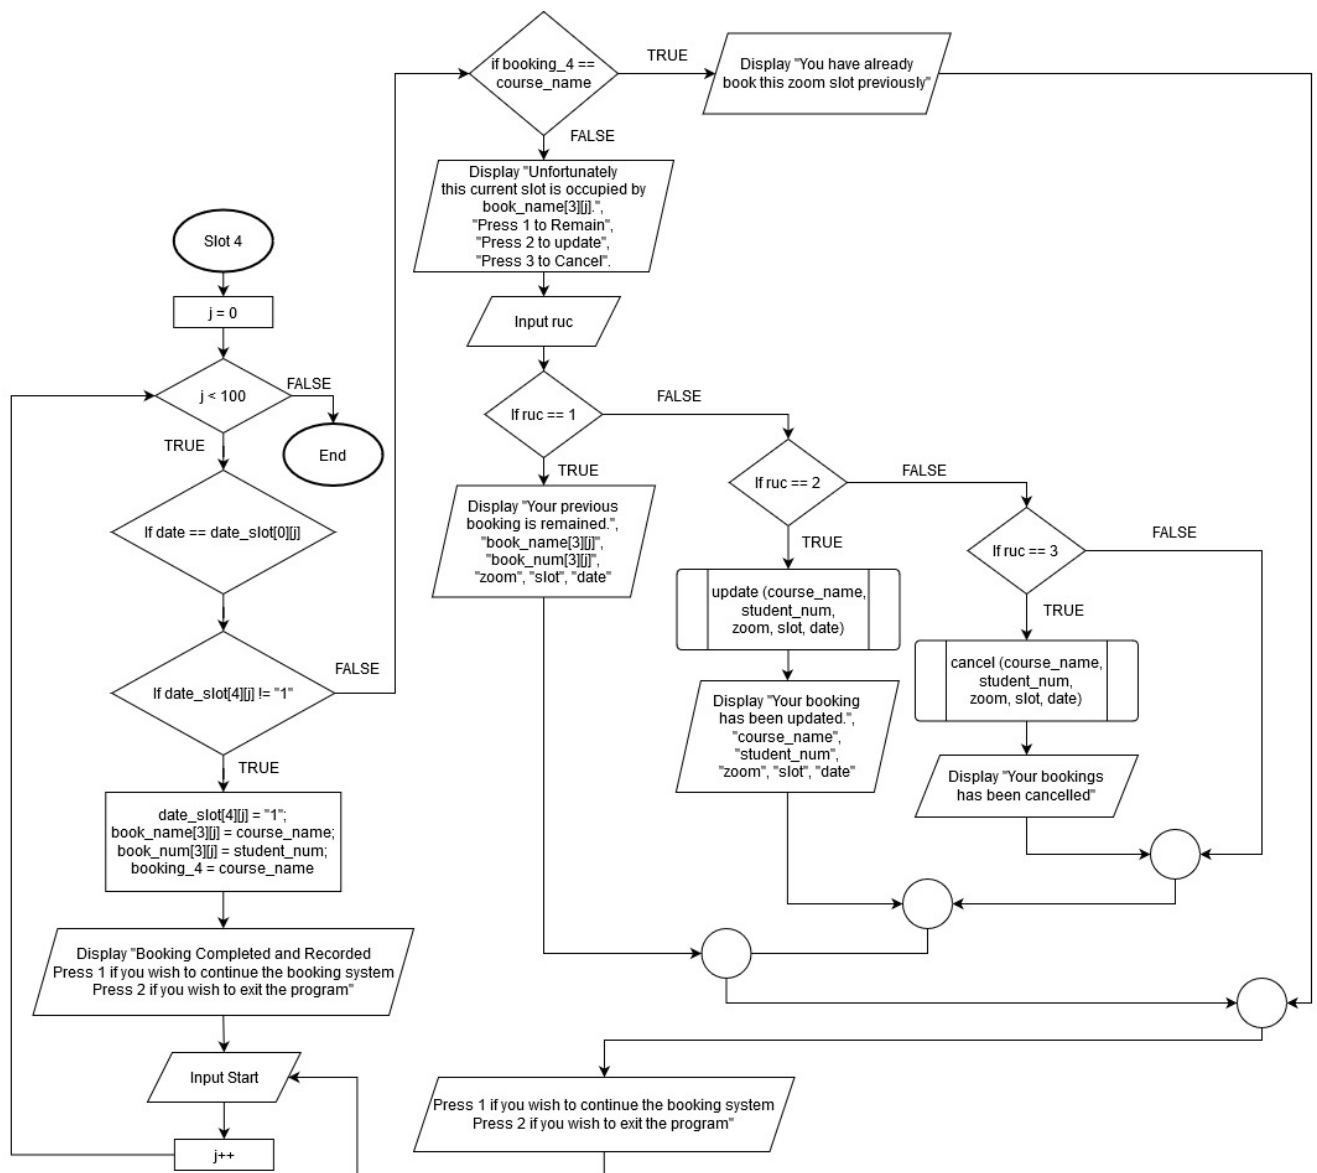 Slot 4
j = 0
j < 100
FALSE
End
TRUE
If date == date_slot[0][j]
If date_slot[4][j] != "1"
FALSE
TRUE
date_slot[4][j] = "1";
book_name[3][j] = course_name;
book_num[3][j] = student_num;
booking_4 = course_name
Display "Booking Completed and Recorded
Press 1 if you wish to continue the booking system
Press 2 if you wish to exit the program"
Input Start
j++
if booking_4 ==
course_name
TRUE
Display "You have already
book this zoom slot previously"
FALSE
Display "Unfortunately
this current slot is occupied by
book_name[3][j].",
"Press 1 to Remain",
"Press 2 to update",
"Press 3 to Cancel".
Input ruc
If ruc == 1
FALSE
TRUE
Display "Your previous
booking is remained.",
"book_name[3][j]",
"book_num[3][j]",
"zoom", "slot", "date"
If ruc == 2
FALSE
TRUE
update (course_name,
student_num,
zoom, slot, date)
Display "Your booking
has been updated.",
"course_name",
"student_num",
"zoom", "slot", "date"
If ruc == 3
FALSE
TRUE
cancel (course_name,
student_num,
zoom, slot, date)
Display "Your bookings
has been cancelled"
Press 1 if you wish to continue the booking system
Press 2 if you wish to exit the program"